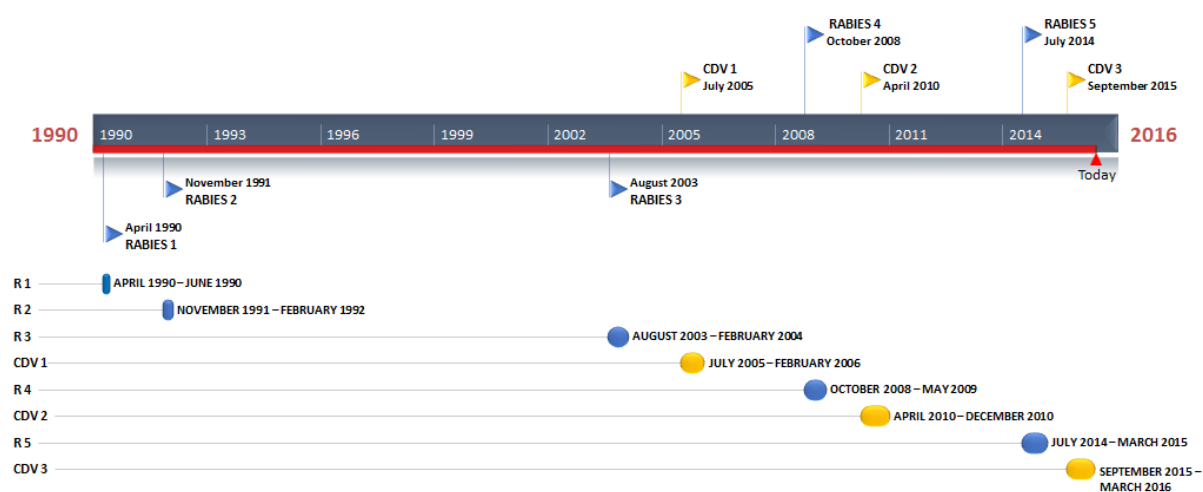 RABIES 4
October 2008
RABIES 5
July 2014
CDV 1
July 2005
CDV 2
April 2010
CDV 3
September 2015
1990
1990
1993
1996
1999
2002
2005
2008
2011
2014
2016
Today
November 1991
RABIES 2
August 2003
RABIES 3
April 1990
RABIES 1
R 1
APRIL 1990 – JUNE 1990
R 2
NOVEMBER 1991 – FEBRUARY 1992
R 3
AUGUST 2003 – FEBRUARY 2004
CDV 1
JULY 2005 – FEBRUARY 2006
R 4
OCTOBER 2008 – MAY 2009
CDV 2
APRIL 2010 – DECEMBER 2010
R 5
JULY 2014 – MARCH 2015
CDV 3
SEPTEMBER 2015 –
MARCH 2016